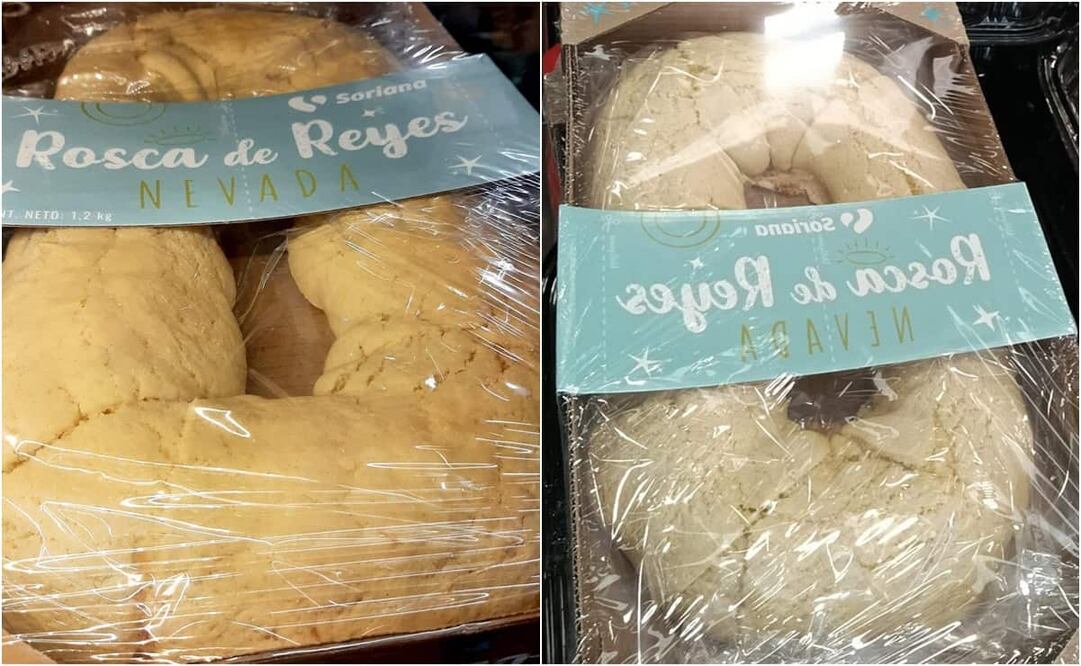 Soriana
Rosca de Reyes
NEVADA
NT. NETO: 1,2 kg
Soriana
Rosca de Reyes
NEVADA